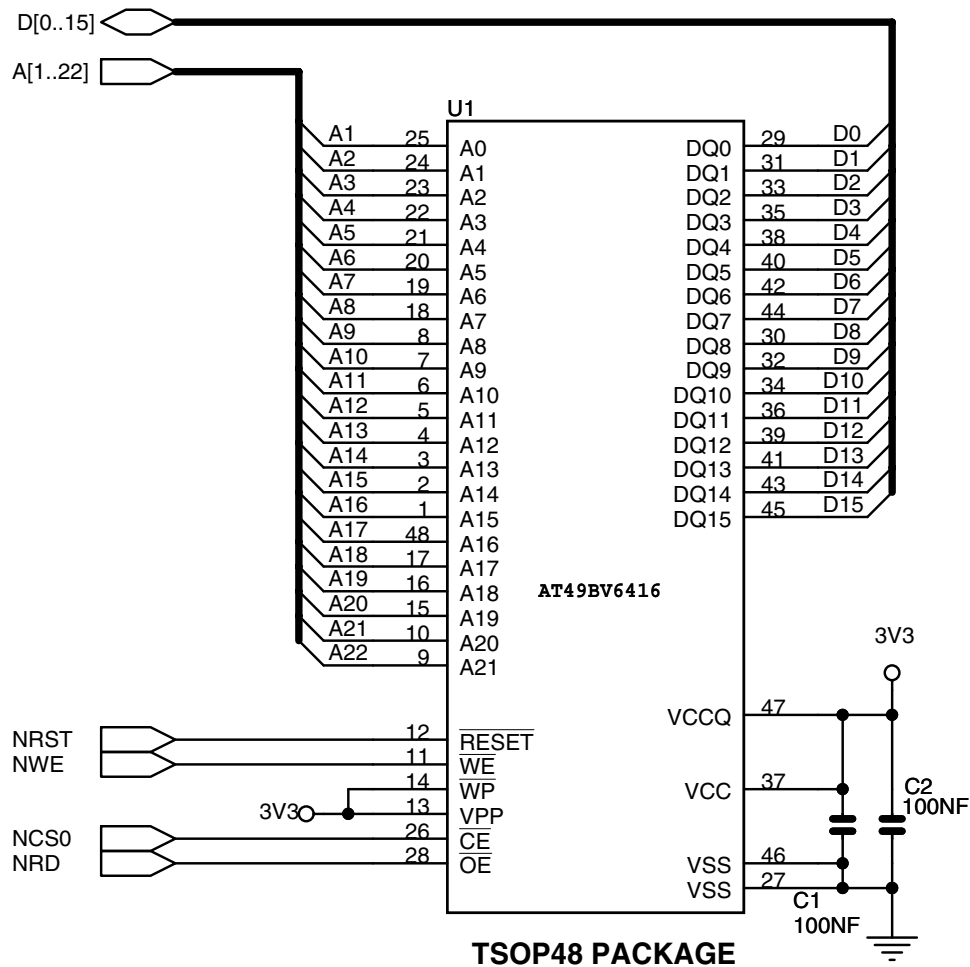 D[0..15]
A[1..22]
U1
A1 25 A0 DQ0 29 D0
A2 24 A1 DQ1 31 D1
A3 23 A2 DQ2 33 D2
A4 22 A3 DQ3 35 D3
A5 21 A4 DQ4 38 D4
A6 20 A5 DQ5 40 D5
A7 19 A6 DQ6 42 D6
A8 18 A7 DQ7 44 D7
A9 8 A8 DQ8 30 D8
A10 7 A9 DQ9 32 D9
A11 6 A10 DQ10 34 D10
A12 5 A11 DQ11 36 D11
A13 4 A12 DQ12 39 D12
A14 3 A13 DQ13 41 D13
A15 2 A14 DQ14 43 D14
A16 1 A15 DQ15 45 D15
A17 48 A16
A18 17 A17
A19 16 A18
AT49BV6416
A20 15 A19
A21 10 A20
A22 9 A21
3V3
VCCQ 47
NRST 12 RESET
NWE 11 WE
14 WP
VCC 37
C2
100NF
3V3 13 VPP
NCS0 26 CE
NRD 28 OE
VSS 46
VSS 27
C1
100NF
TSOP48 PACKAGE